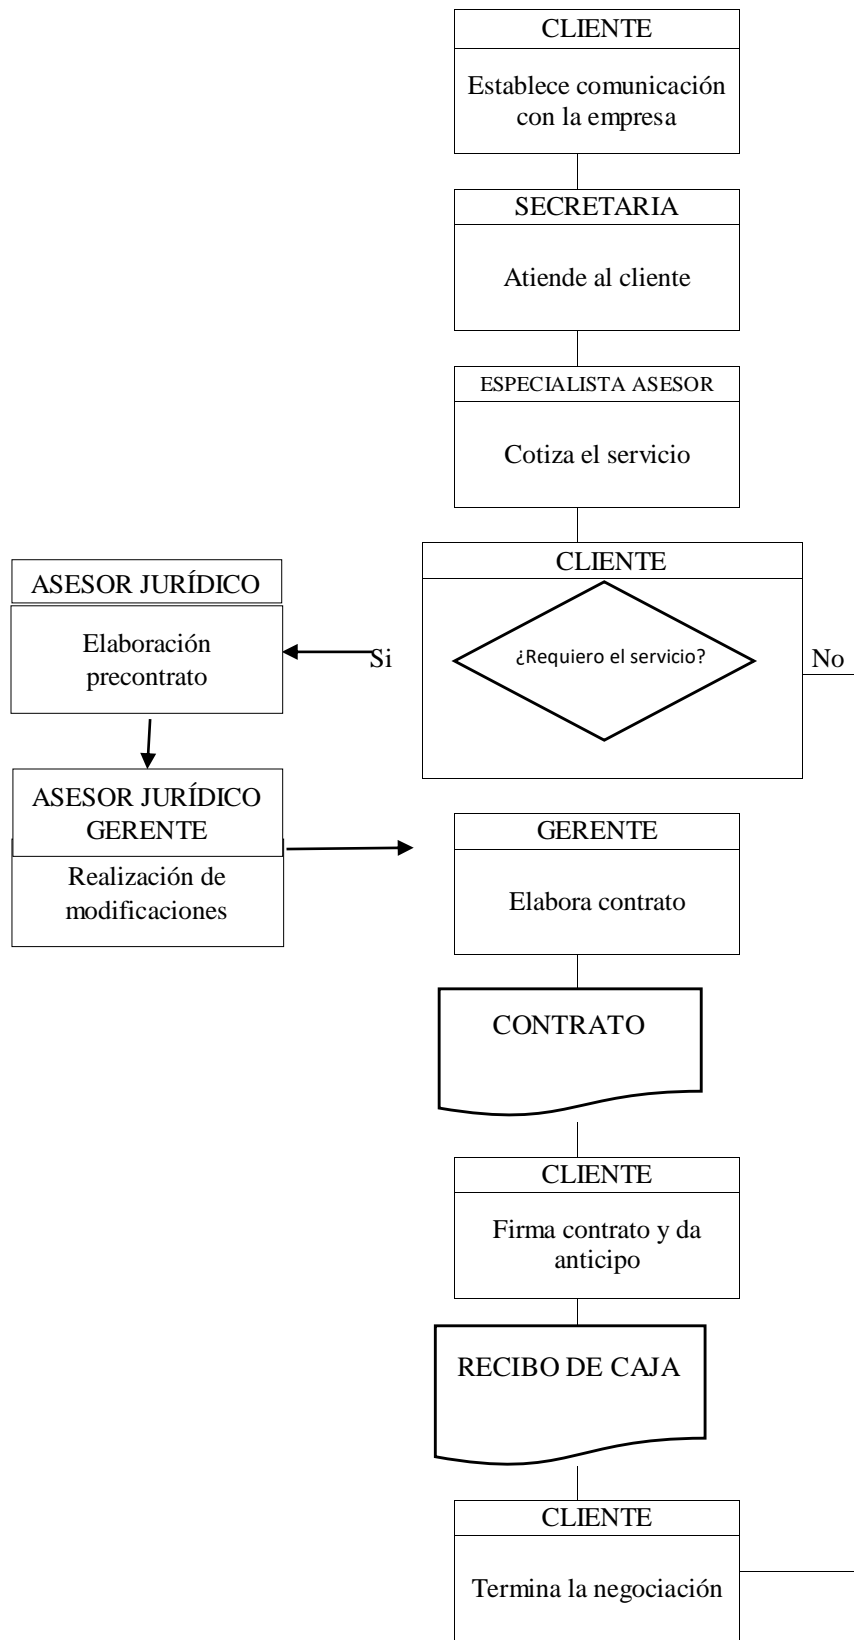 CLIENTE
Establece comunicación
con la empresa
SECRETARIA
Atiende al cliente
ESPECIALISTA ASESOR
Cotiza el servicio
CLIENTE
¿Requiero el servicio?
Si
No
ASESOR JURÍDICO
Elaboración
precontrato
ASESOR JURÍDICO
GERENTE
Realización de
modificaciones
GERENTE
Elabora contrato
CONTRATO
CLIENTE
Firma contrato y da
anticipo
RECIBO DE CAJA
CLIENTE
Termina la negociación